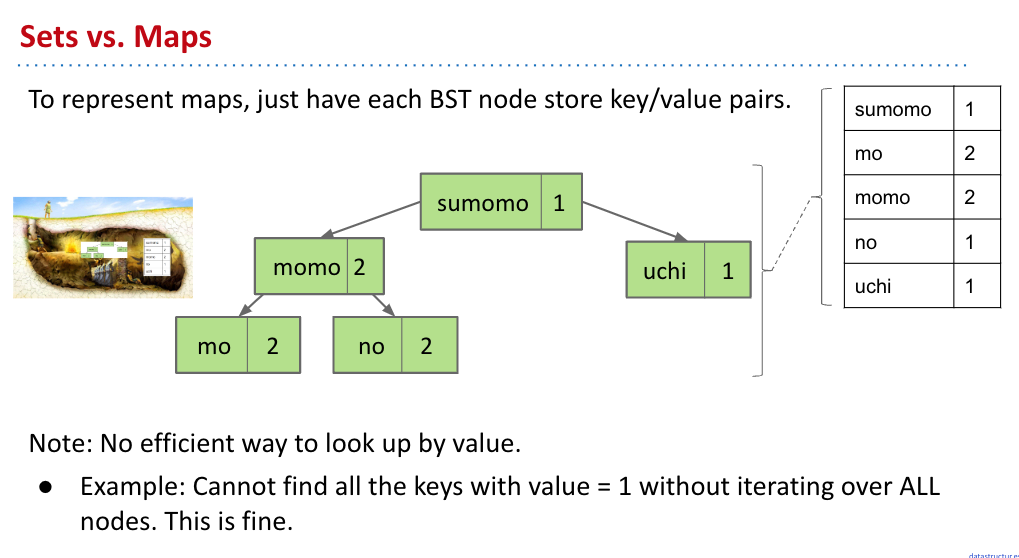 Sets vs. Maps
To represent maps, just have each BST node store key/value pairs.
sumomo 1
mo 2
momo 2
no 1
uchi 1
sumomo 1
momo 2
uchi 1
mo 2
no 2
Note: No efficient way to look up by value.
● Example: Cannot find all the keys with value = 1 without iterating over ALL
nodes. This is fine.